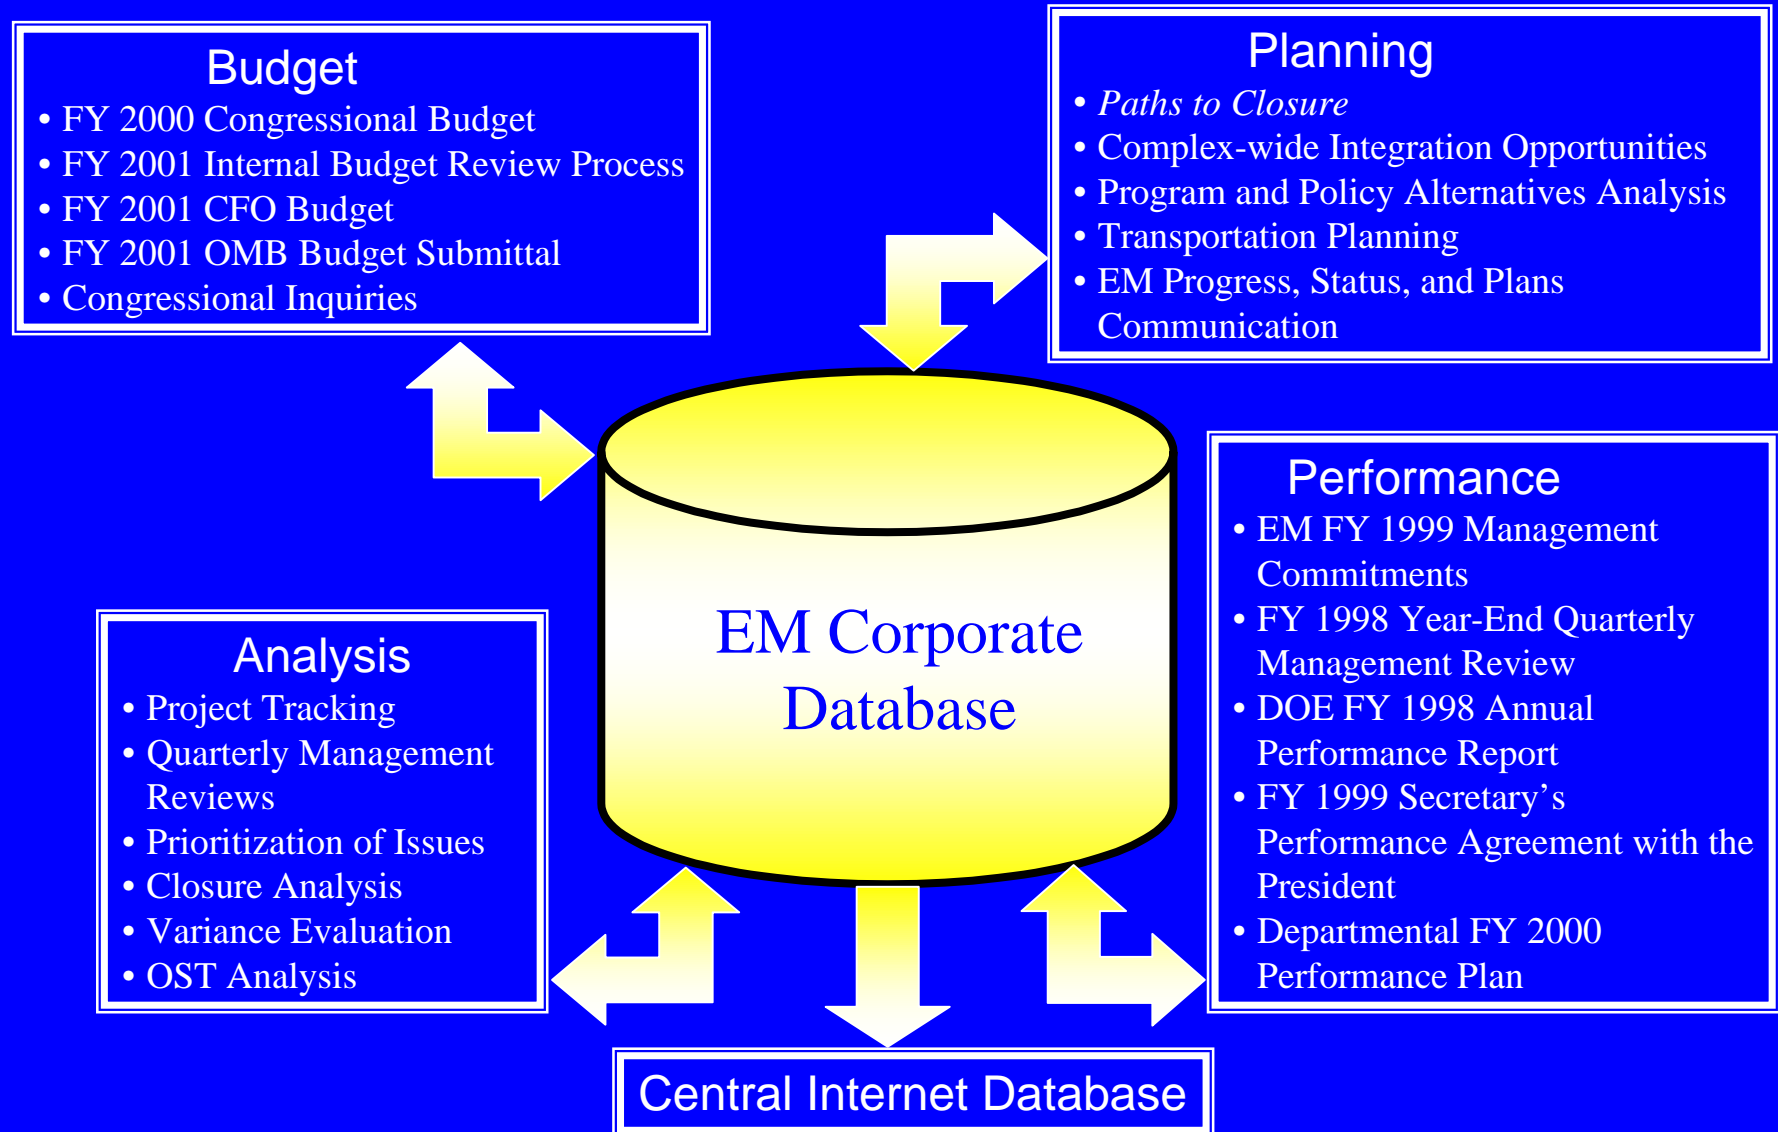 Budget
• FY 2000 Congressional Budget
• FY 2001 Internal Budget Review Process
• FY 2001 CFO Budget
• FY 2001 OMB Budget Submittal
• Congressional Inquiries
Planning
• Paths to Closure
• Complex-wide Integration Opportunities
• Program and Policy Alternatives Analysis
• Transportation Planning
• EM Progress, Status, and Plans
Communication
EM Corporate
Database
Analysis
• Project Tracking
• Quarterly Management
Reviews
• Prioritization of Issues
• Closure Analysis
• Variance Evaluation
• OST Analysis
Performance
• EM FY 1999 Management
Commitments
• FY 1998 Year-End Quarterly
Management Review
• DOE FY 1998 Annual
Performance Report
• FY 1999 Secretary’s
Performance Agreement with the
President
• Departmental FY 2000
Performance Plan
Central Internet Database